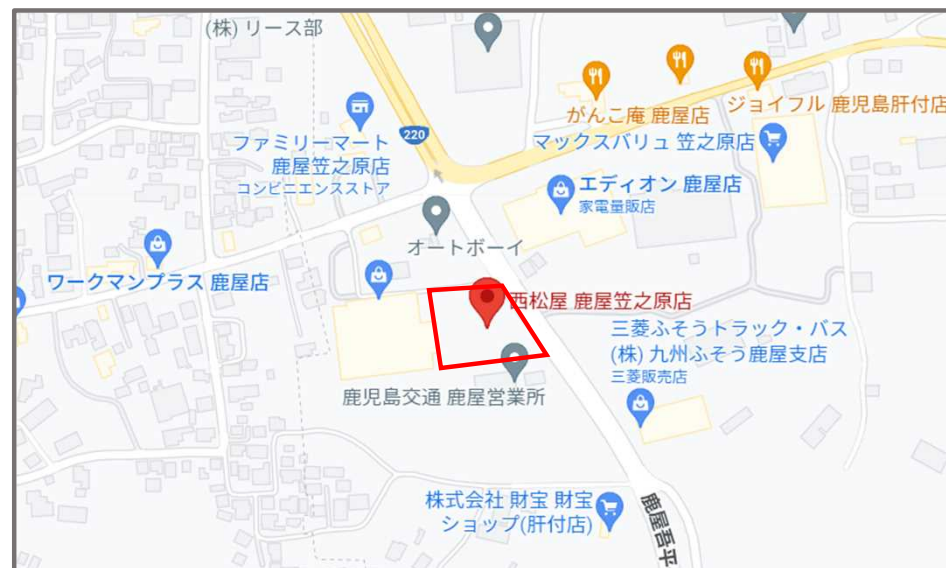 (株) リース部
ファミリーマート
鹿屋笠之原店
コンビニエンスストア
220
がんこ庵 鹿屋店
ジョイフル 鹿児島肝付店
マックスバリュ 笠之原店
エディオン 鹿屋店
家電量販店
オートボーイ
ワークマンプラス 鹿屋店
西松屋 鹿屋笠之原店
三菱ふそうトラック・バス
(株) 九州ふそう鹿屋支店
三菱販売店
鹿児島交通 鹿屋営業所
株式会社 財宝 財宝
ショップ(肝付店)
鹿屋吾平